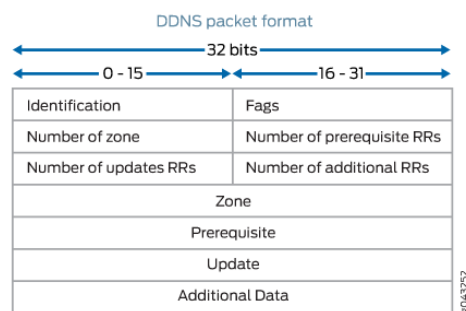 DDNS packet format
32 bits
0 - 15 16 - 31
Identification Fags
Number of zone Number of prerequisite RRs
Number of updates RRs Number of additional RRs
Zone
Prerequisite
Update
Additional Data
g043252